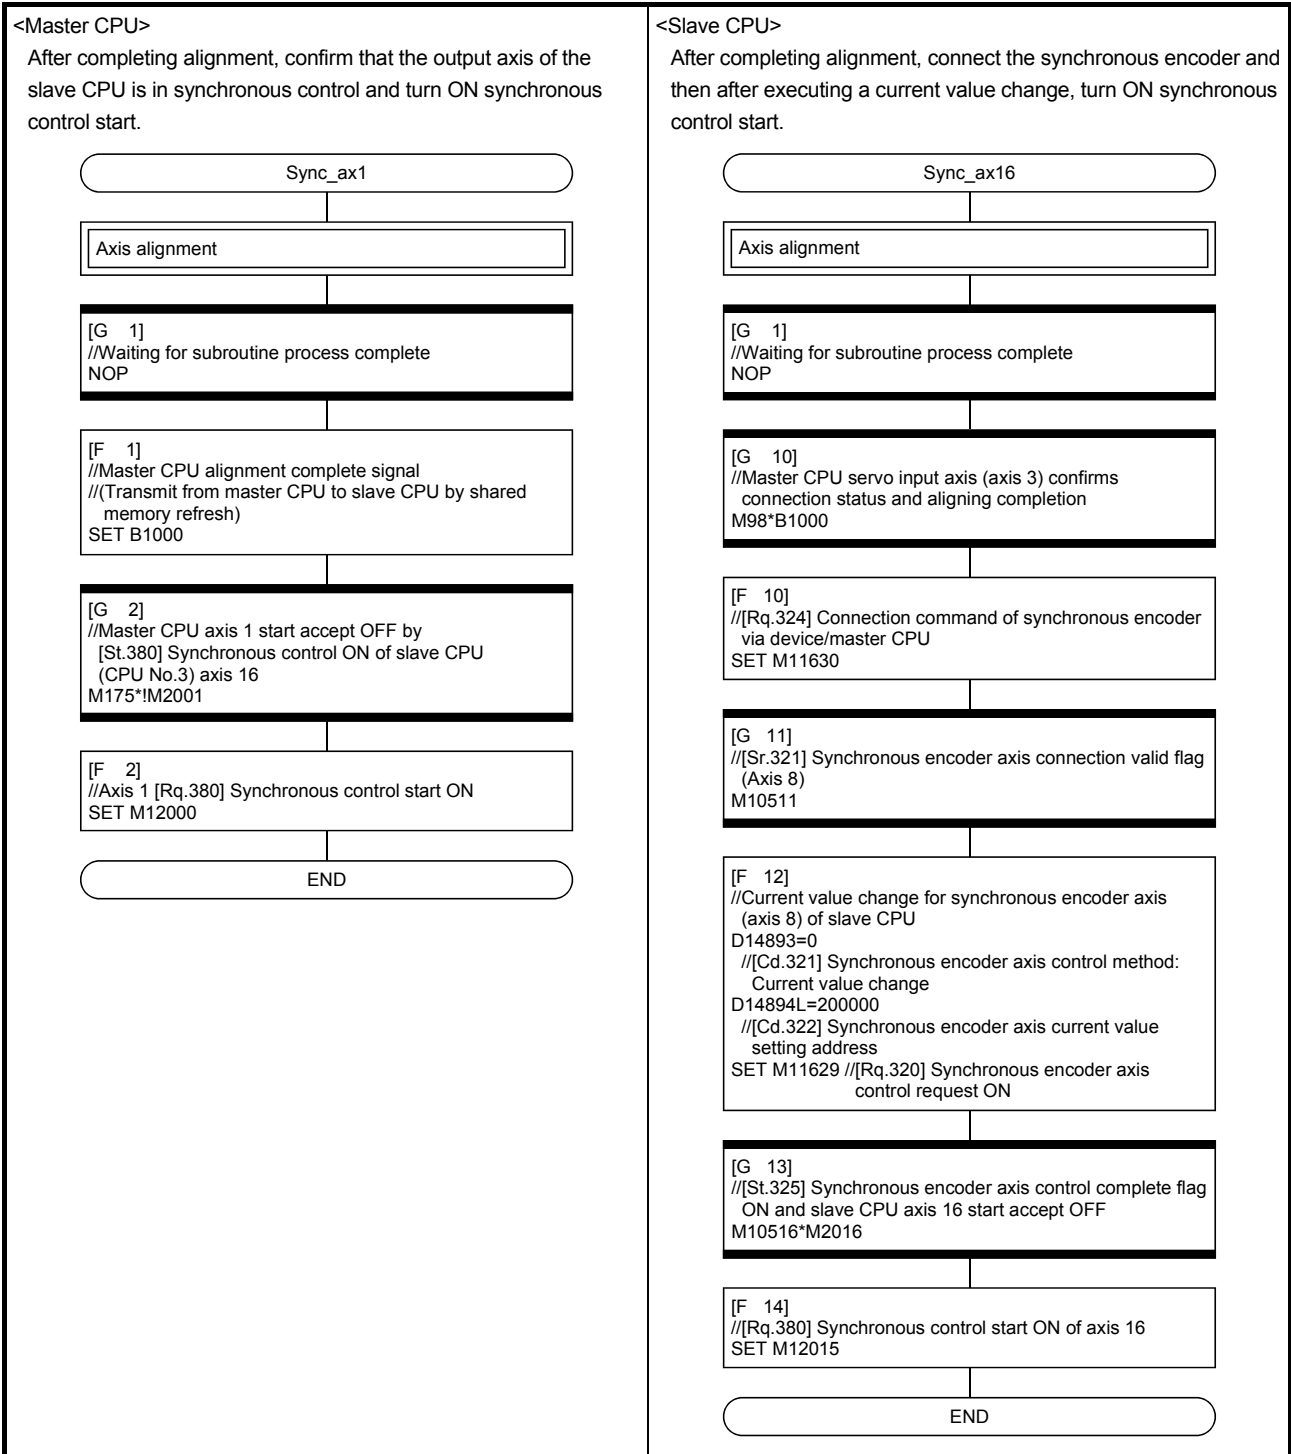 <Master CPU>
After completing alignment, confirm that the output axis of the
slave CPU is in synchronous control and turn ON synchronous
control start.
Sync_ax1
Axis alignment
[G 1]
//Waiting for subroutine process complete
NOP
[F 1]
//Master CPU alignment complete signal
//(Transmit from master CPU to slave CPU by shared
memory refresh)
SET B1000
[G 2]
//Master CPU axis 1 start accept OFF by
[St.380] Synchronous control ON of slave CPU
(CPU No.3) axis 16
M175*!M2001
[F 2]
//Axis 1 [Rq.380] Synchronous control start ON
SET M12000
END
<Slave CPU>
After completing alignment, connect the synchronous encoder and
then after executing a current value change, turn ON synchronous
control start.
Sync_ax16
Axis alignment
[G 1]
//Waiting for subroutine process complete
NOP
[G 10]
//Master CPU servo input axis (axis 3) confirms
connection status and aligning completion
M98*B1000
[F 10]
//[Rq.324] Connection command of synchronous encoder
via device/master CPU
SET M11630
[G 11]
//[Sr.321] Synchronous encoder axis connection valid flag
(Axis 8)
M10511
[F 12]
//Current value change for synchronous encoder axis
(axis 8) of slave CPU
D14893=0
//[Cd.321] Synchronous encoder axis control method:
Current value change
D14894L=200000
//[Cd.322] Synchronous encoder axis current value
setting address
SET M11629 //[Rq.320] Synchronous encoder axis
control request ON
[G 13]
//[St.325] Synchronous encoder axis control complete flag
ON and slave CPU axis 16 start accept OFF
M10516*M2016
[F 14]
//[Rq.380] Synchronous control start ON of axis 16
SET M12015
END